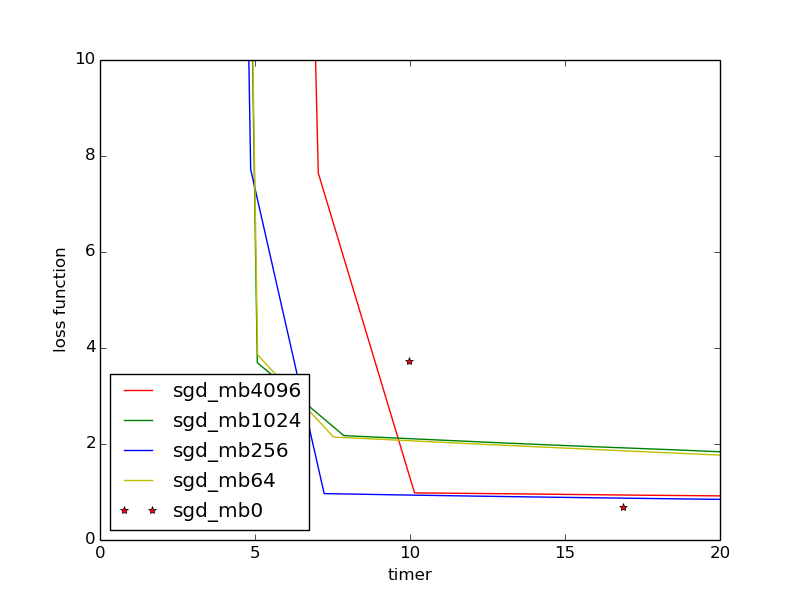 10
8
6
4
2
0
loss function
sgd_mb4096
sgd_mb1024
sgd_mb256
sgd_mb64
sgd_mb0
0 5 10 15 20
timer